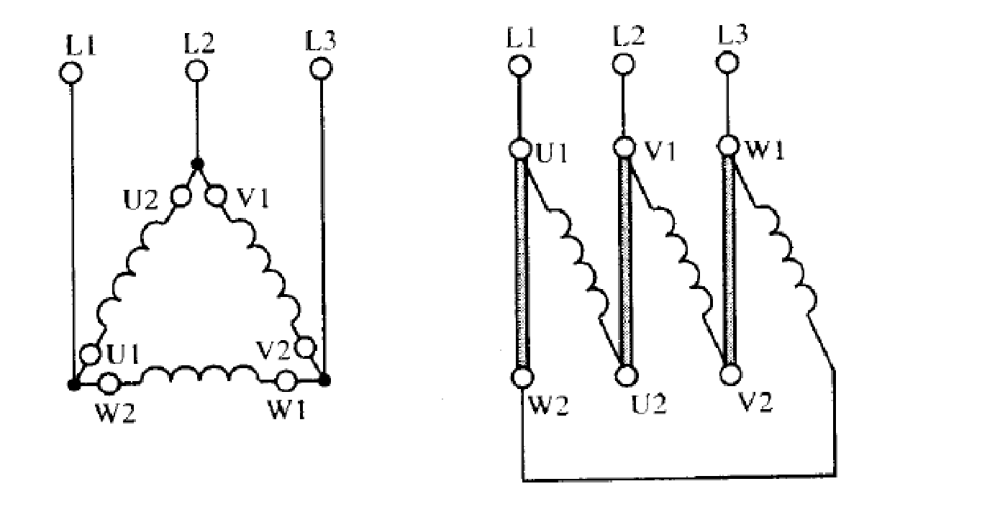 L1 L2 L3
U2 V1
U1 V2
W2 W1
L1 L2 L3
U1 V1 W1
W2 U2 V2